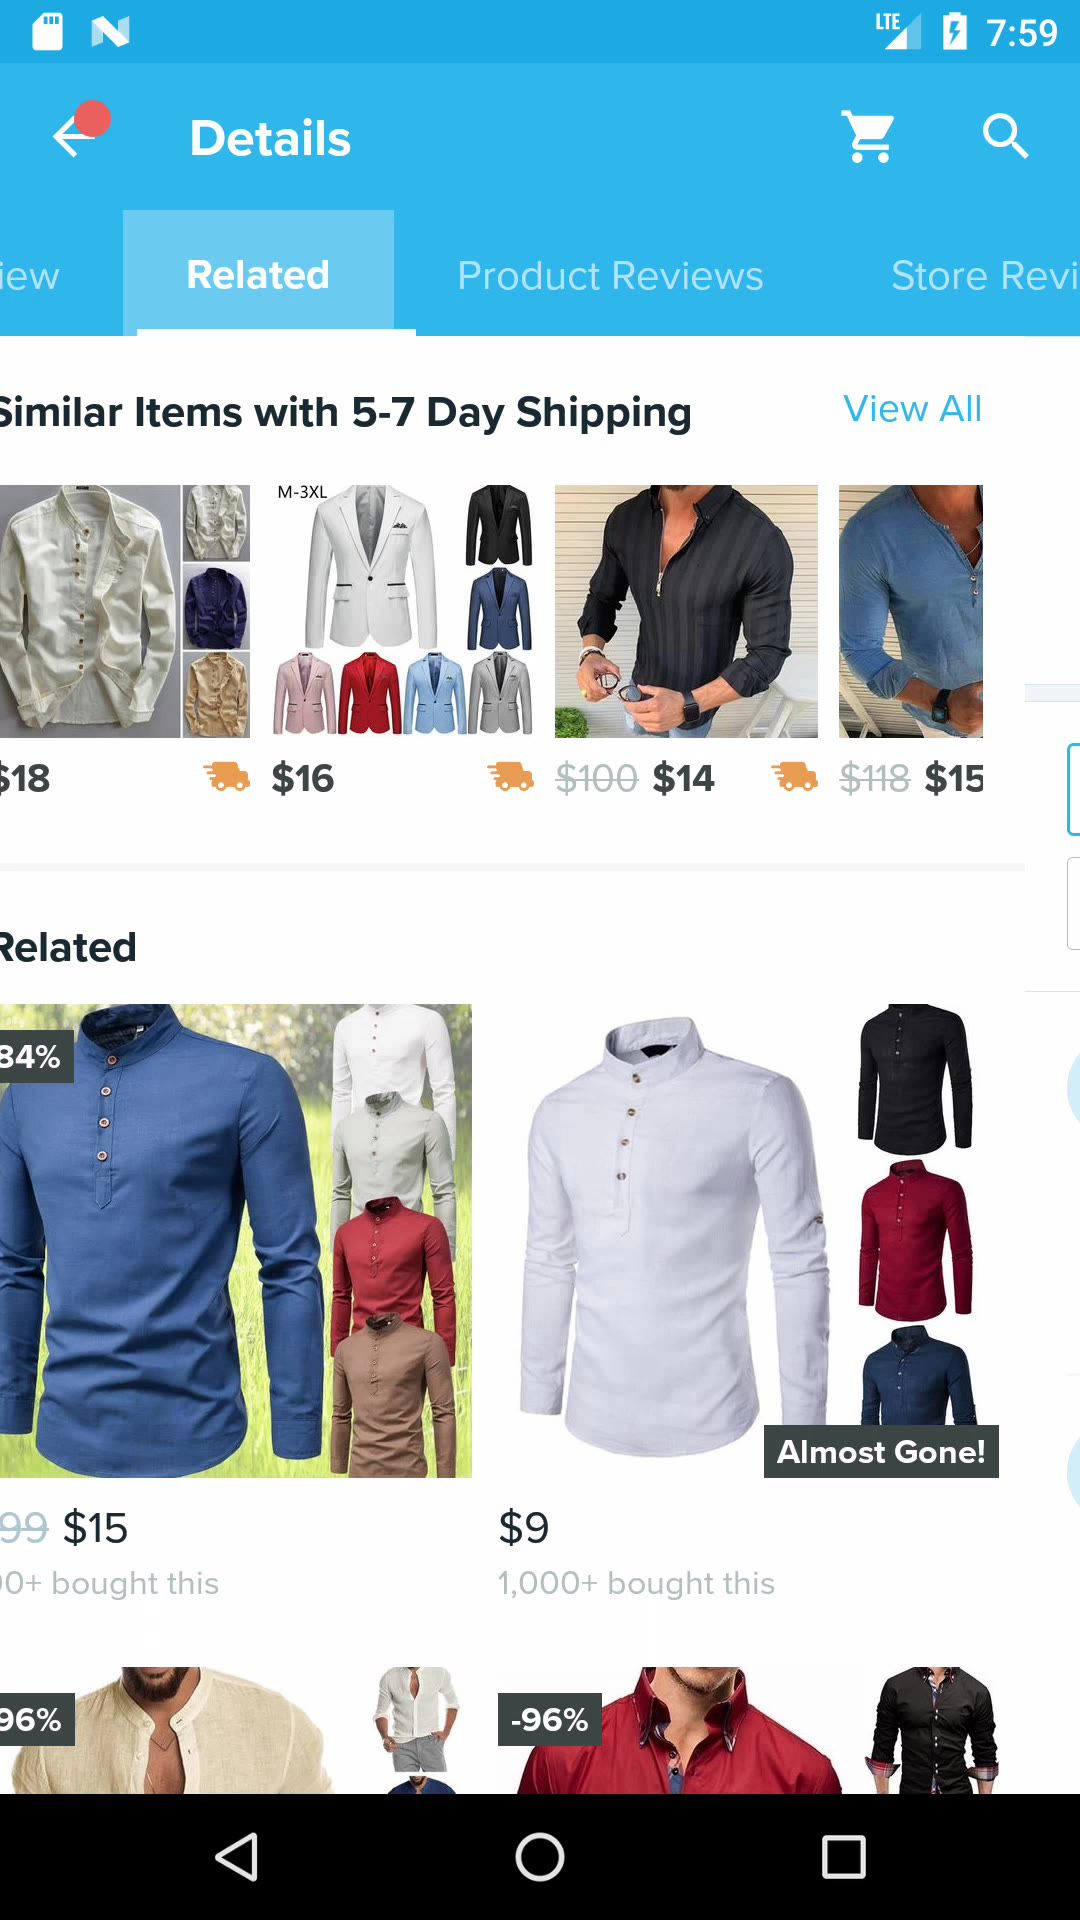 LTE 7:59
Details
iew Related Product Reviews Store Revi
Similar Items with 5-7 Day Shipping View All
M-3XL
$18 $16 $100 $14 $118 $15
Related
84%
Almost Gone!
99 $15 $9
00+ bought this 1,000+ bought this
96% -96%